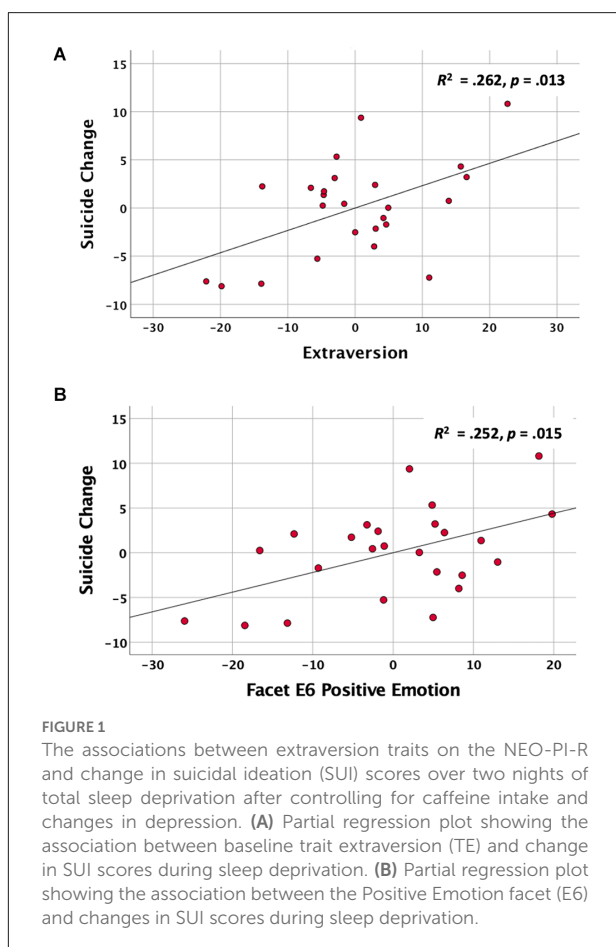 A
R² = .262, p = .013
15
10
5
0
-5
-10
Suicide Change
-30 -20 -10 0 10 20 30
Extraversion
B
R² = .252, p = .015
15
10
5
0
-5
-10
Suicide Change
-30 -20 -10 0 10 20
Facet E6 Positive Emotion
FIGURE 1
The associations between extraversion traits on the NEO-PI-R
and change in suicidal ideation (SUI) scores over two nights of
total sleep deprivation after controlling for caffeine intake and
changes in depression. (A) Partial regression plot showing the
association between baseline trait extraversion (TE) and change
in SUI scores during sleep deprivation. (B) Partial regression plot
showing the association between the Positive Emotion facet (E6)
and changes in SUI scores during sleep deprivation.